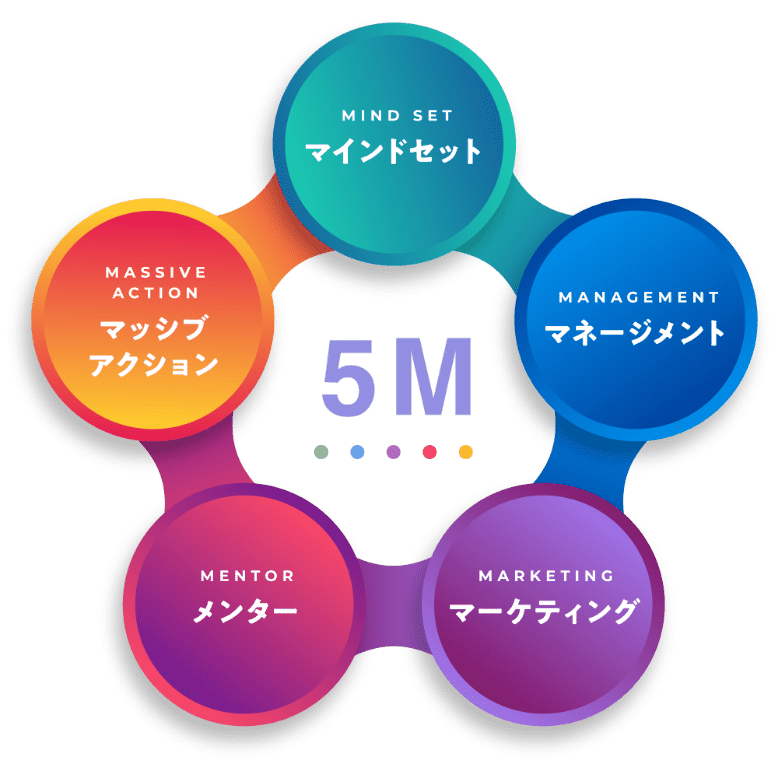 MIND SET
マインドセット
MANAGEMENT
マネージメント
MARKETING
マーケティング
MENTOR
メンター
MASSIVE
ACTION
マッシブ
アクション
5M